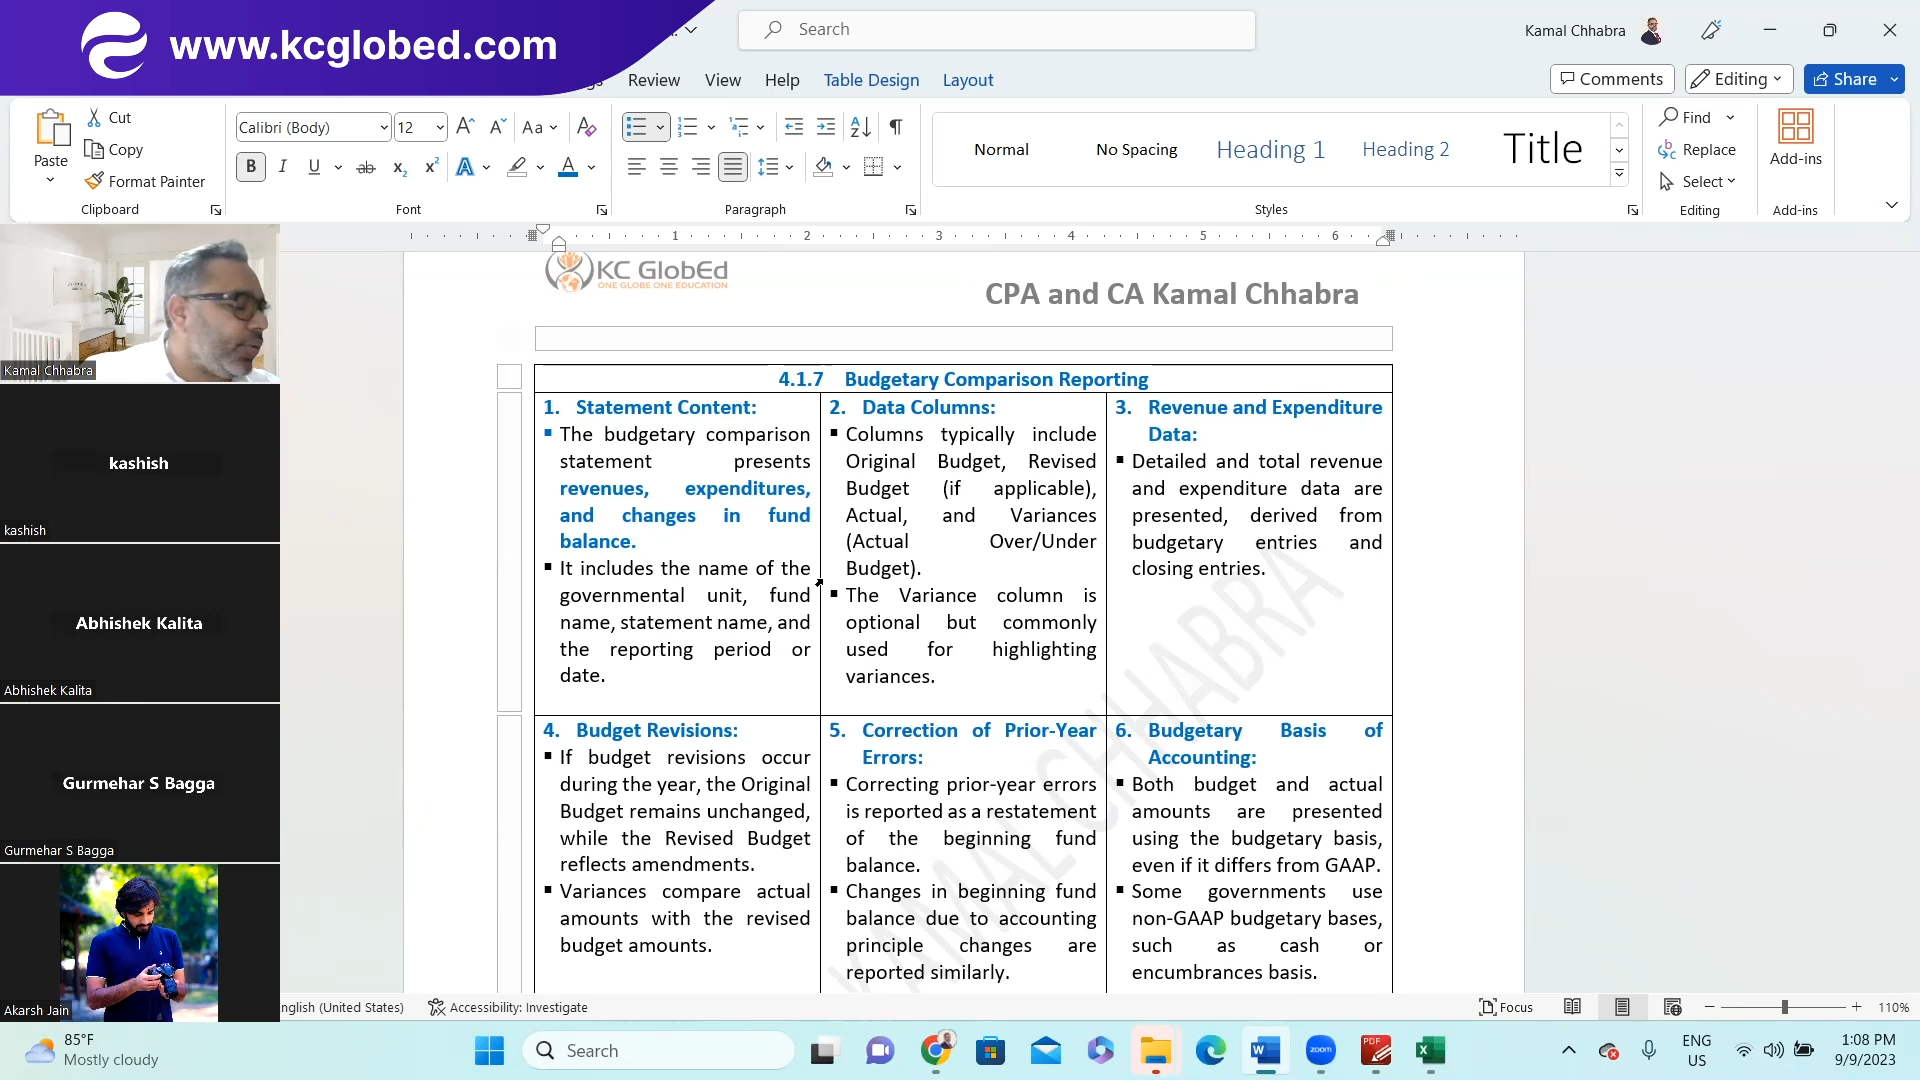 www.kcglobed.com
Search
Kamal Chhabra
Review View Help Table Design Layout
Comments Editing Share
Paste
Cut
Copy
Format Painter
Clipboard
Calibri (Body) 12
Font
Paragraph
Normal No Spacing Heading 1 Heading 2 Title
Styles
Find
Replace
Select
Editing
Add-ins
Add-ins
1 2 3 4 5 6
Kamal Chhabra
kashish
kashish
Abhishek Kalita
Abhishek Kalita
Gurmehar S Bagga
Gurmehar S Bagga
Akarsh Jain
KC GlobEd
ONE GLOBE ONE EDUCATION
CPA and CA Kamal Chhabra
4.1.7 Budgetary Comparison Reporting
1. Statement Content:
▪ The budgetary comparison
statement presents
revenues, expenditures,
and changes in fund
balance.
▪ It includes the name of the
governmental unit, fund
name, statement name, and
the reporting period or
date.
2. Data Columns:
▪ Columns typically include
Original Budget, Revised
Budget (if applicable),
Actual, and Variances
(Actual Over/Under
Budget).
▪ The Variance column is
optional but commonly
used for highlighting
variances.
3. Revenue and Expenditure
Data:
▪ Detailed and total revenue
and expenditure data are
presented, derived from
budgetary entries and
closing entries.
4. Budget Revisions:
▪ If budget revisions occur
during the year, the Original
Budget remains unchanged,
while the Revised Budget
reflects amendments.
▪ Variances compare actual
amounts with the revised
budget amounts.
5. Correction of Prior-Year
Errors:
▪ Correcting prior-year errors
is reported as a restatement
of the beginning fund
balance.
▪ Changes in beginning fund
balance due to accounting
principle changes are
reported similarly.
6. Budgetary Basis of
Accounting:
▪ Both budget and actual
amounts are presented
using the budgetary basis,
even if it differs from GAAP.
▪ Some governments use
non-GAAP budgetary bases,
such as cash or
encumbrances basis.
KAMAL CHHABRA
nglish (United States) Accessibility: Investigate
Focus 110%
85°F
Mostly cloudy
Search
zoom
PDF
ENG
US
1:08 PM
9/9/2023